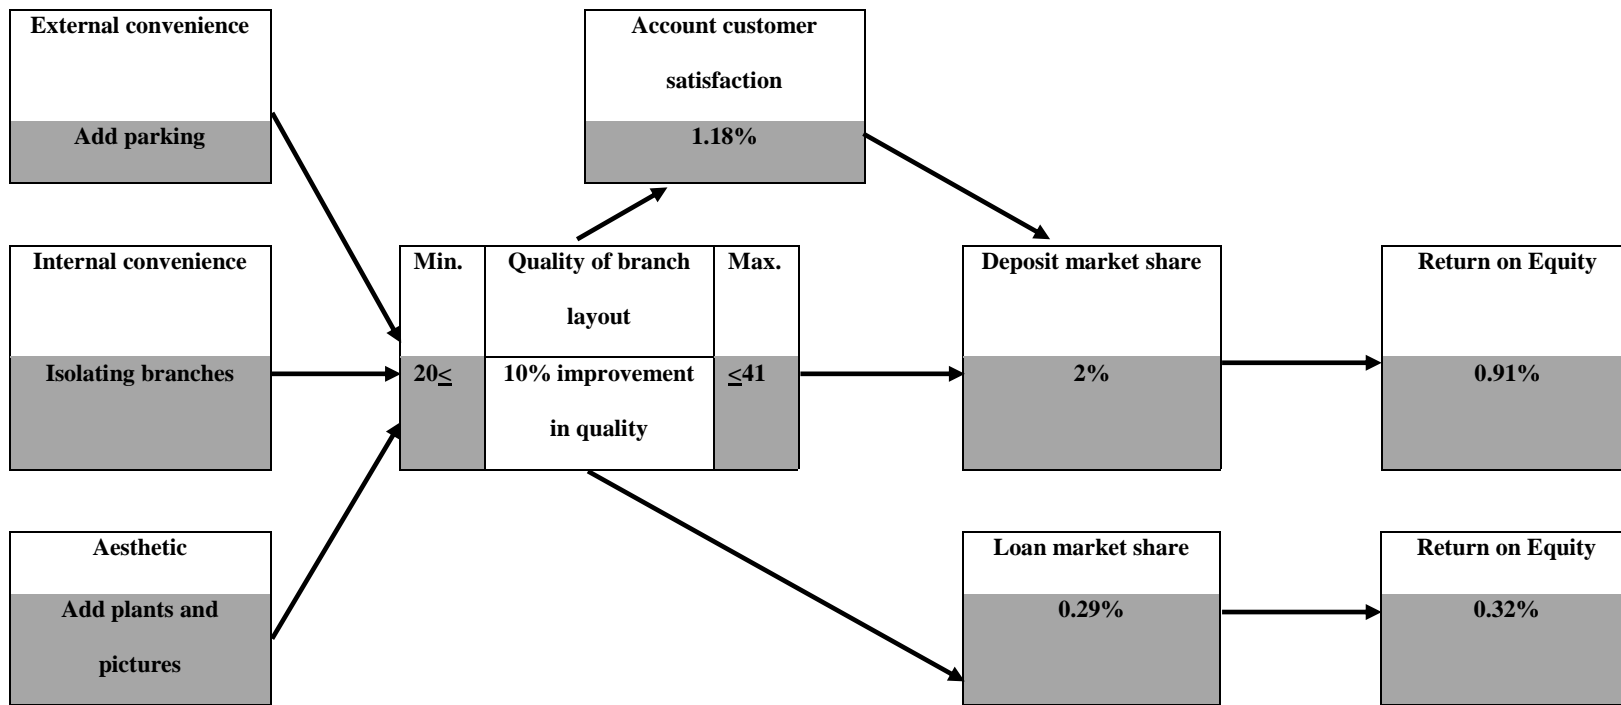 External convenience
Add parking
Account customer
satisfaction
1.18%
Internal convenience
Isolating branches
Min.
20≤
Quality of branch
layout
10% improvement
in quality
Max.
≤41
Deposit market share
2%
Return on Equity
0.91%
Aesthetic
Add plants and
pictures
Loan market share
0.29%
Return on Equity
0.32%